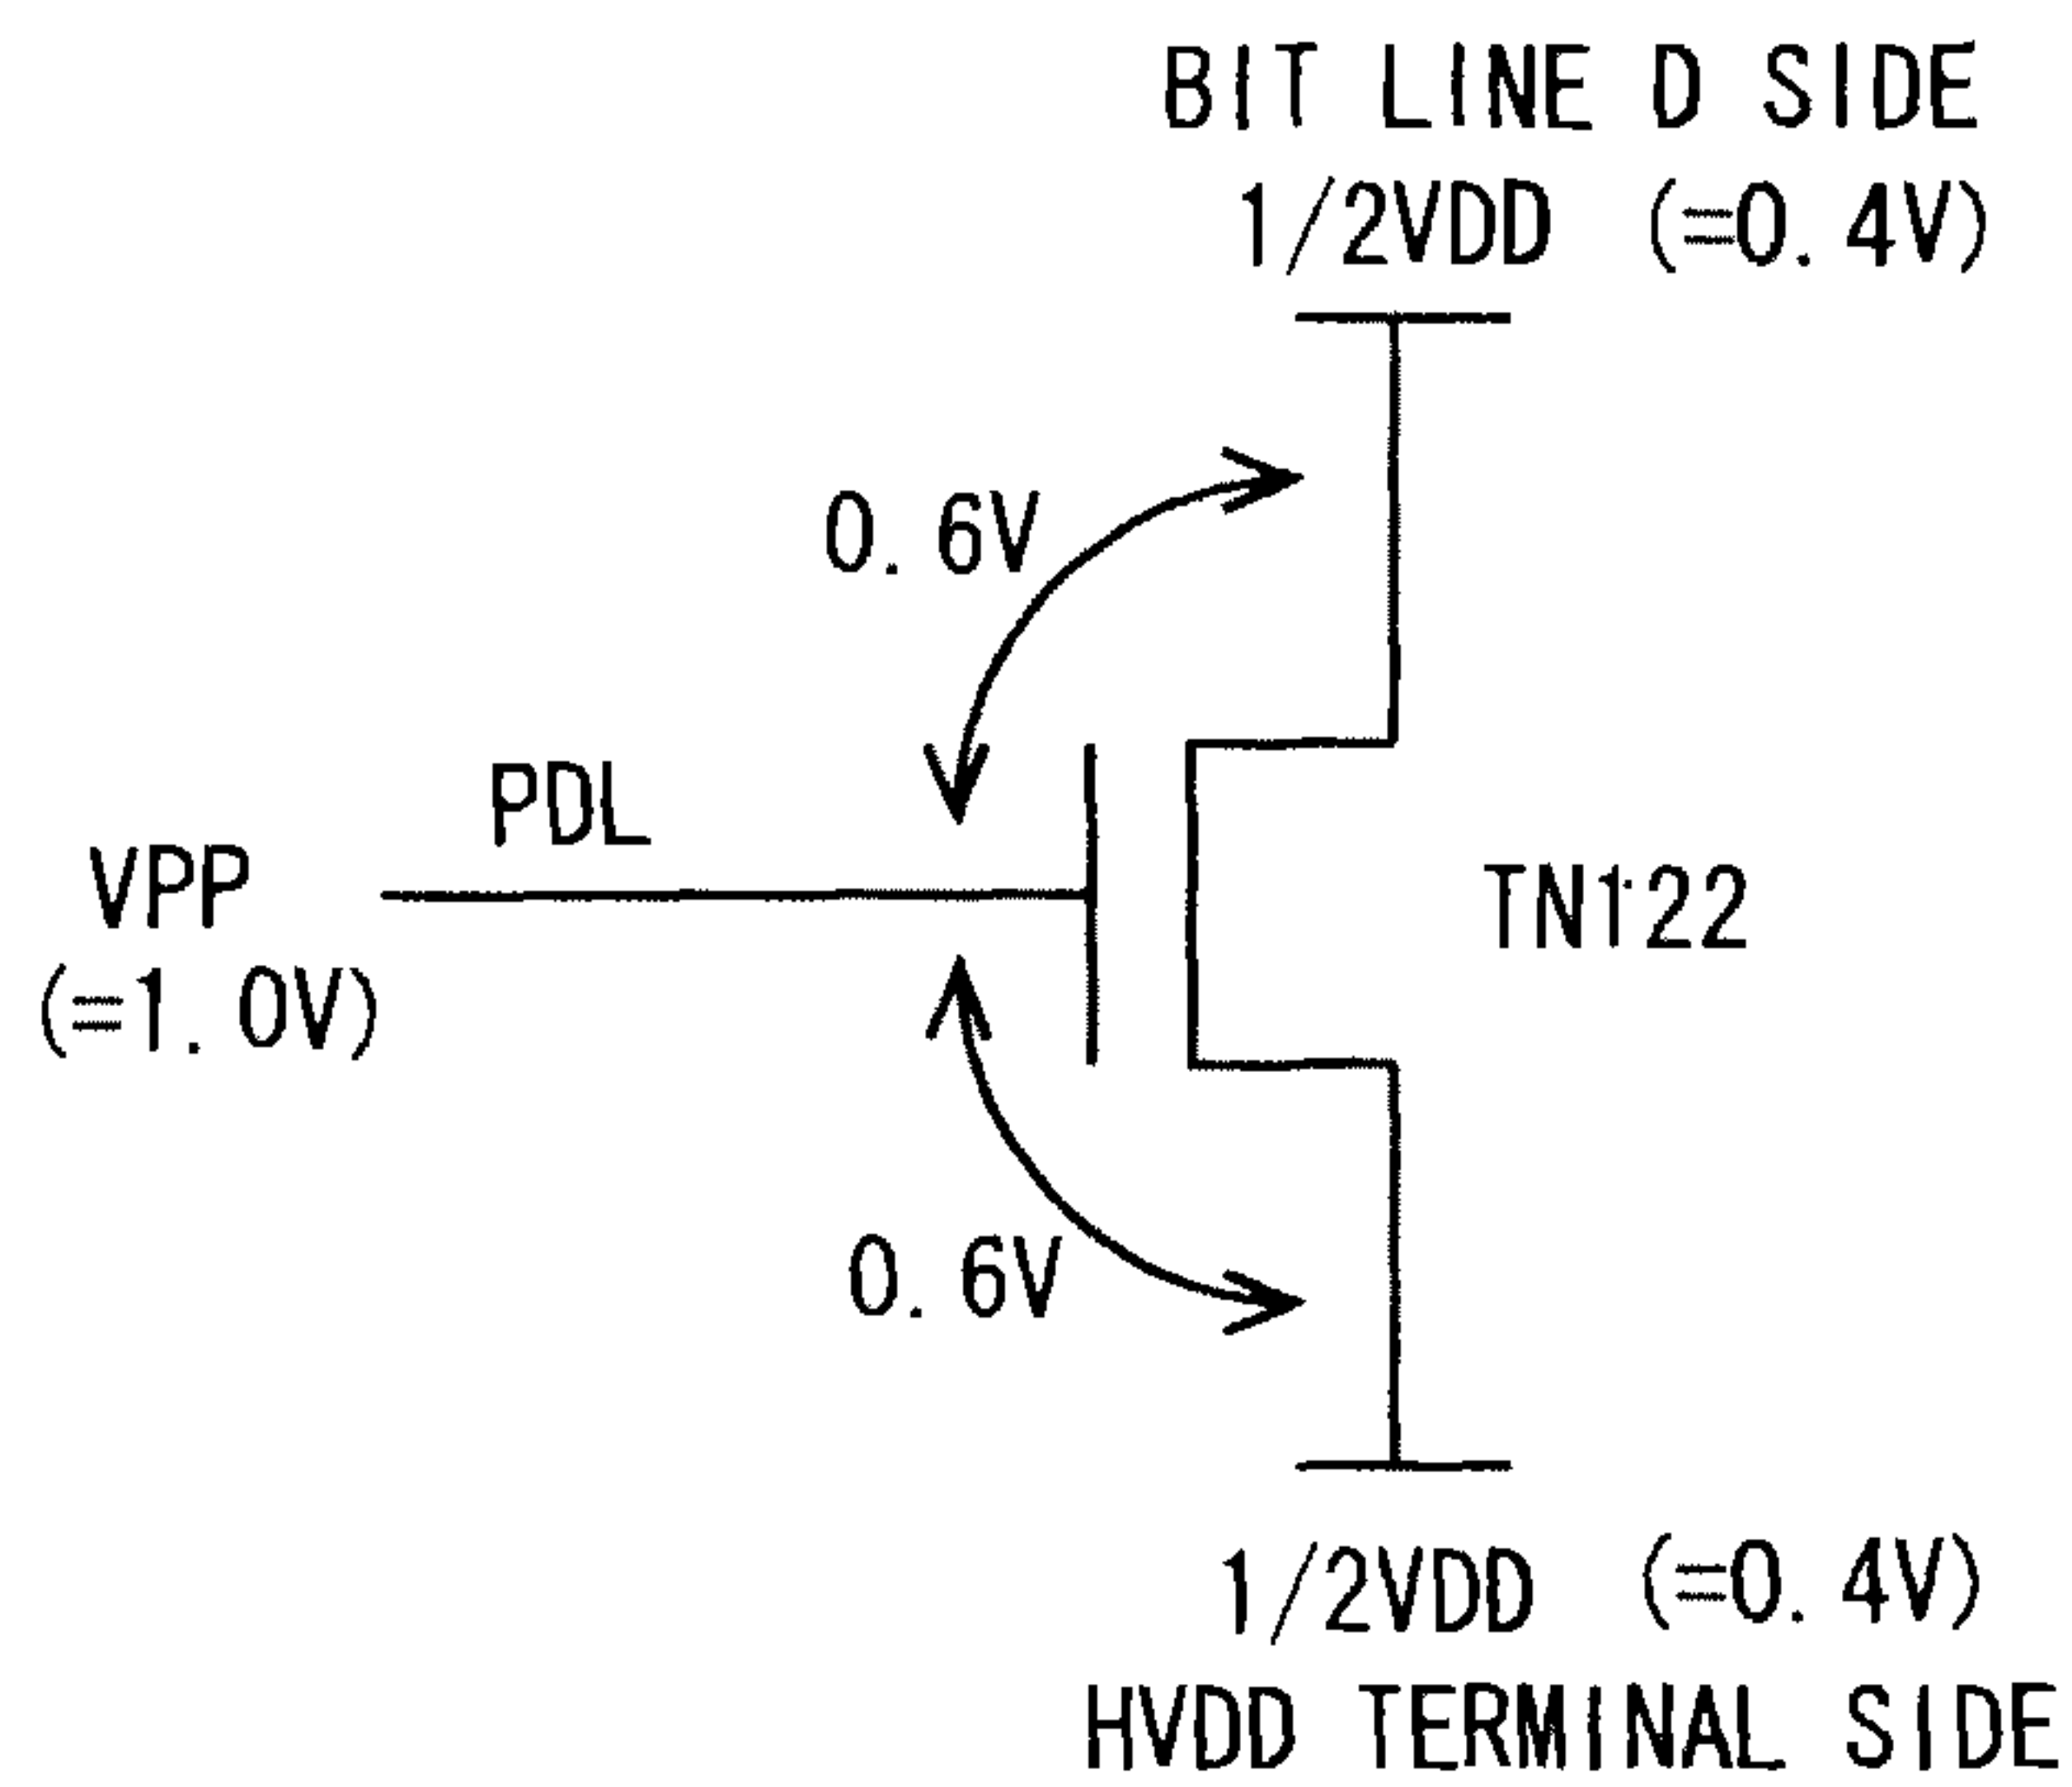 BIT LINE D SIDE
1/2VDD (=0.4V)
0.6V
PDL
VPP
(=1.0V)
TN122
0.6V
1/2VDD (=0.4V)
HVDD TERMINAL SIDE